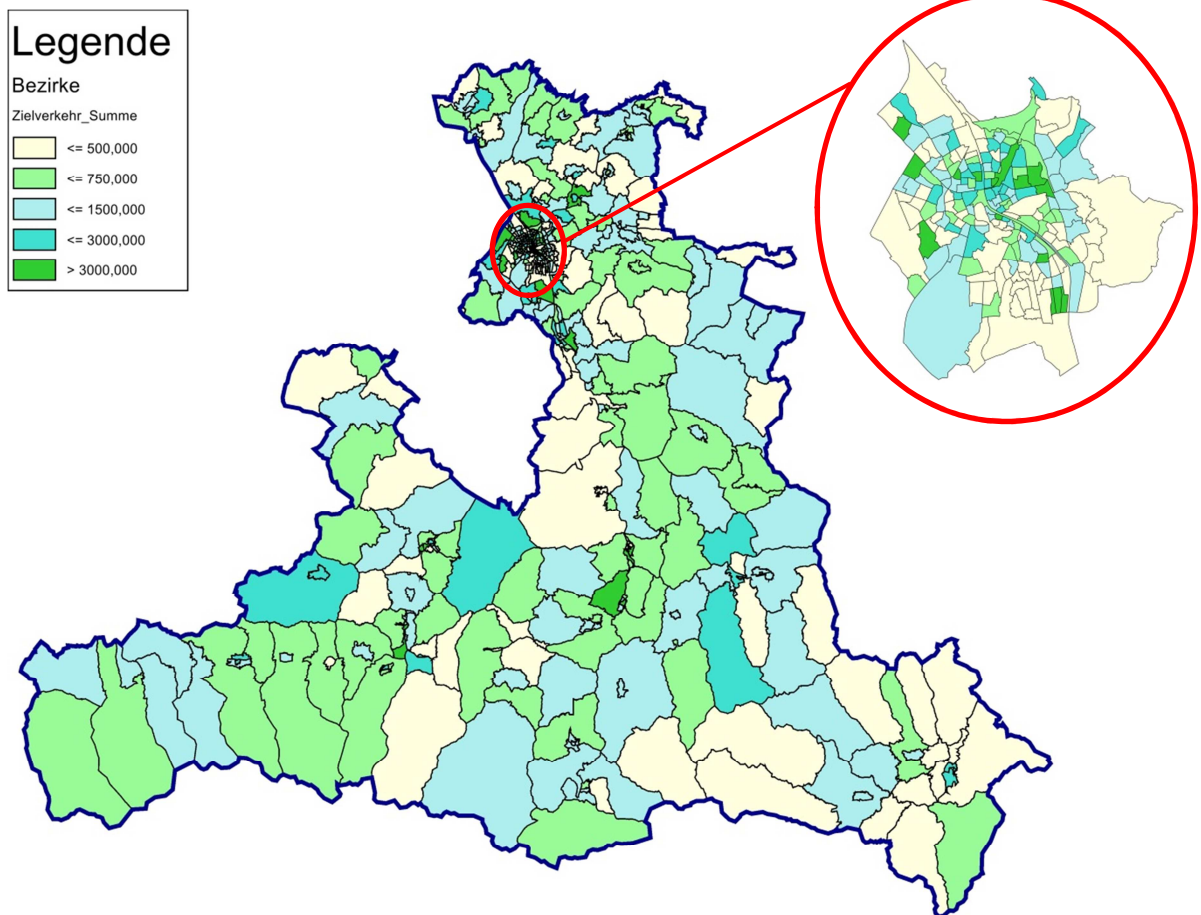 Legende
Bezirke
Zielverkehr_Summe
<= 500,000
<= 750,000
<= 1500,000
<= 3000,000
> 3000,000